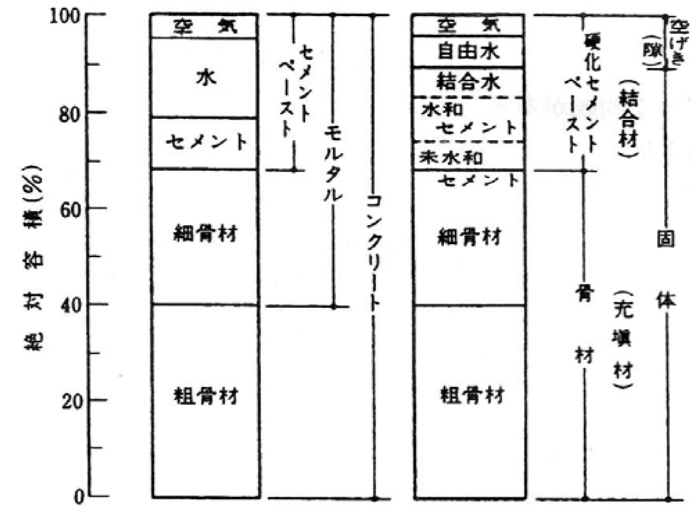 絶対容積(%)
100
80
60
40
20
0
空気
水
セメント
細骨材
粗骨材
セメントペースト
モルタル
コンクリート
空気
自由水
結合水
水和セメント
未水和セメント
細骨材
粗骨材
硬化セメントペースト
(結合材)
骨材
(充塡材)
空げき
(隙)
固体